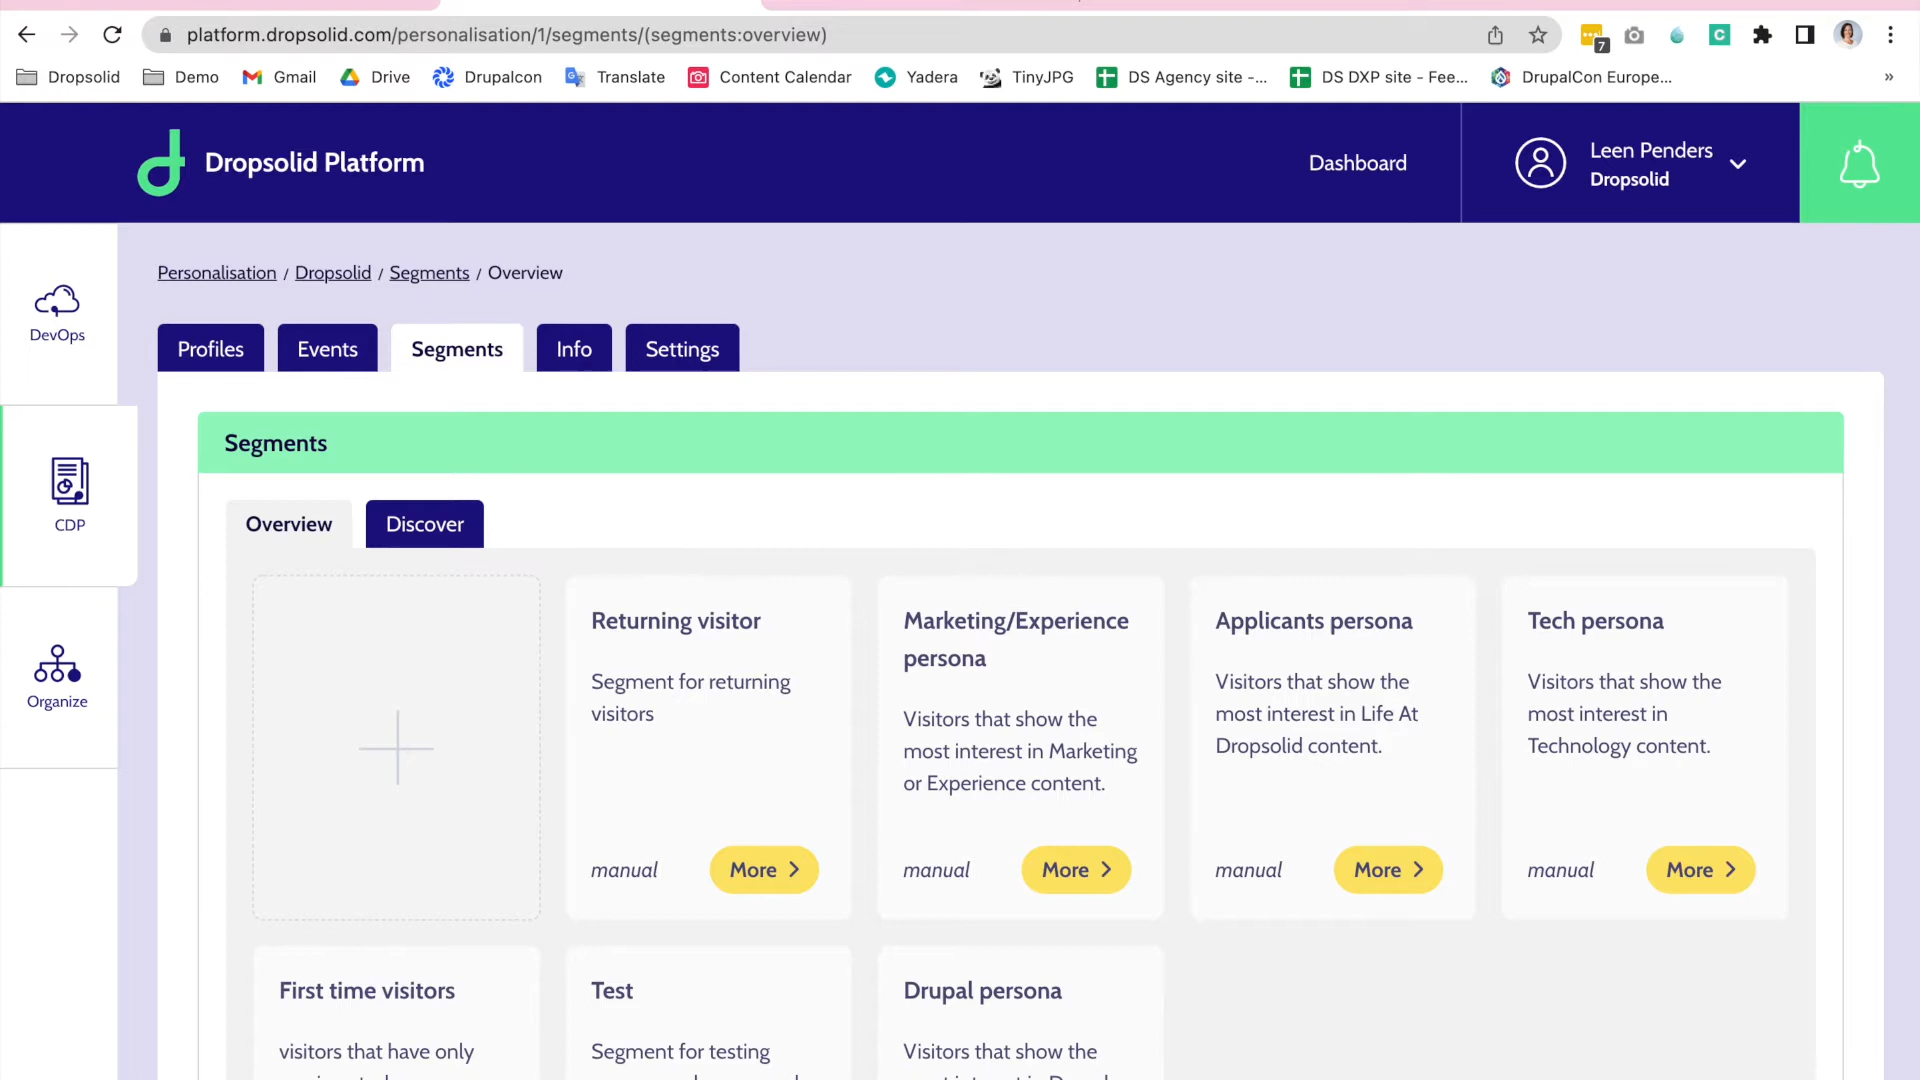 platform.dropsolid.com/personalisation/1/segments/(segments:overview)
7
C
Dropsolid
Demo
Gmail
Drive
Drupalcon
Translate
Content Calendar
Yadera
TinyJPG
DS Agency site -...
DS DXP site - Fee...
DrupalCon Europe...
»
Dropsolid Platform
Dashboard
Leen Penders
Dropsolid
DevOps
CDP
Organize
Personalisation / Dropsolid / Segments / Overview
Profiles
Events
Segments
Info
Settings
Segments
Overview
Discover
Returning visitor
Segment for returning
visitors
manual
More
Marketing/Experience
persona
Visitors that show the
most interest in Marketing
or Experience content.
manual
More
Applicants persona
Visitors that show the
most interest in Life At
Dropsolid content.
manual
More
Tech persona
Visitors that show the
most interest in
Technology content.
manual
More
First time visitors
visitors that have only
Test
Segment for testing
Drupal persona
Visitors that show the